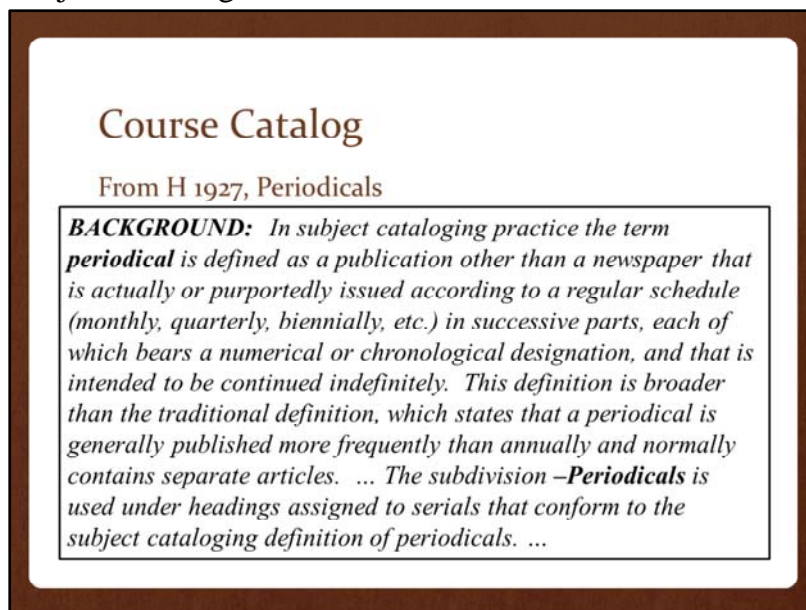 Course Catalog
From H 1927, Periodicals
BACKGROUND: In subject cataloging practice the term
periodical is defined as a publication other than a newspaper that
is actually or purportedly issued according to a regular schedule
(monthly, quarterly, biennially, etc.) in successive parts, each of
which bears a numerical or chronological designation, and that is
intended to be continued indefinitely. This definition is broader
than the traditional definition, which states that a periodical is
generally published more frequently than annually and normally
contains separate articles. ... The subdivision –Periodicals is
used under headings assigned to serials that conform to the
subject cataloging definition of periodicals. ...